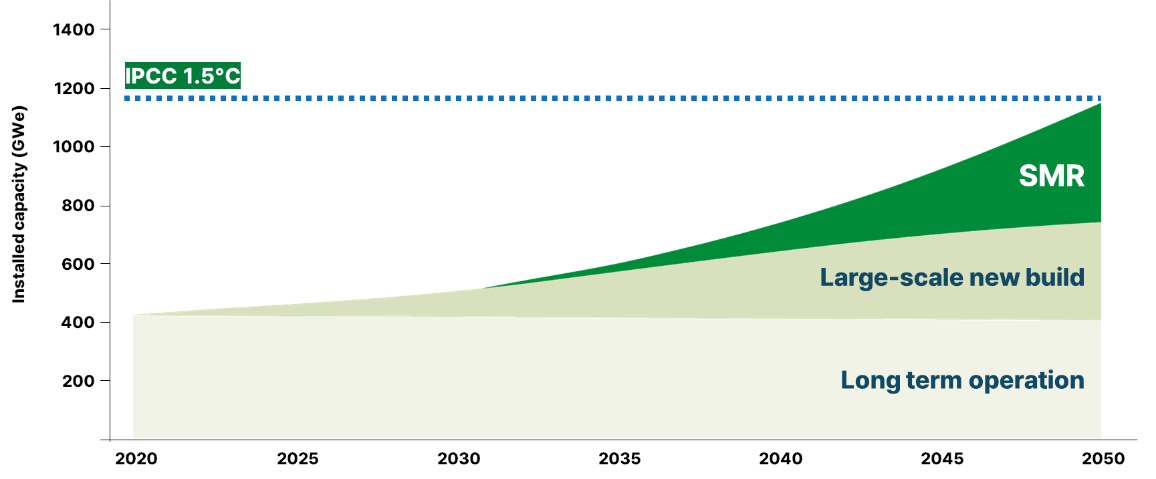 1400
IPCC 1.5°C
1200
1000
800
600
400
200
Installed capacity (GWe)
SMR
Large-scale new build
Long term operation
2020 2025 2030 2035 2040 2045 2050